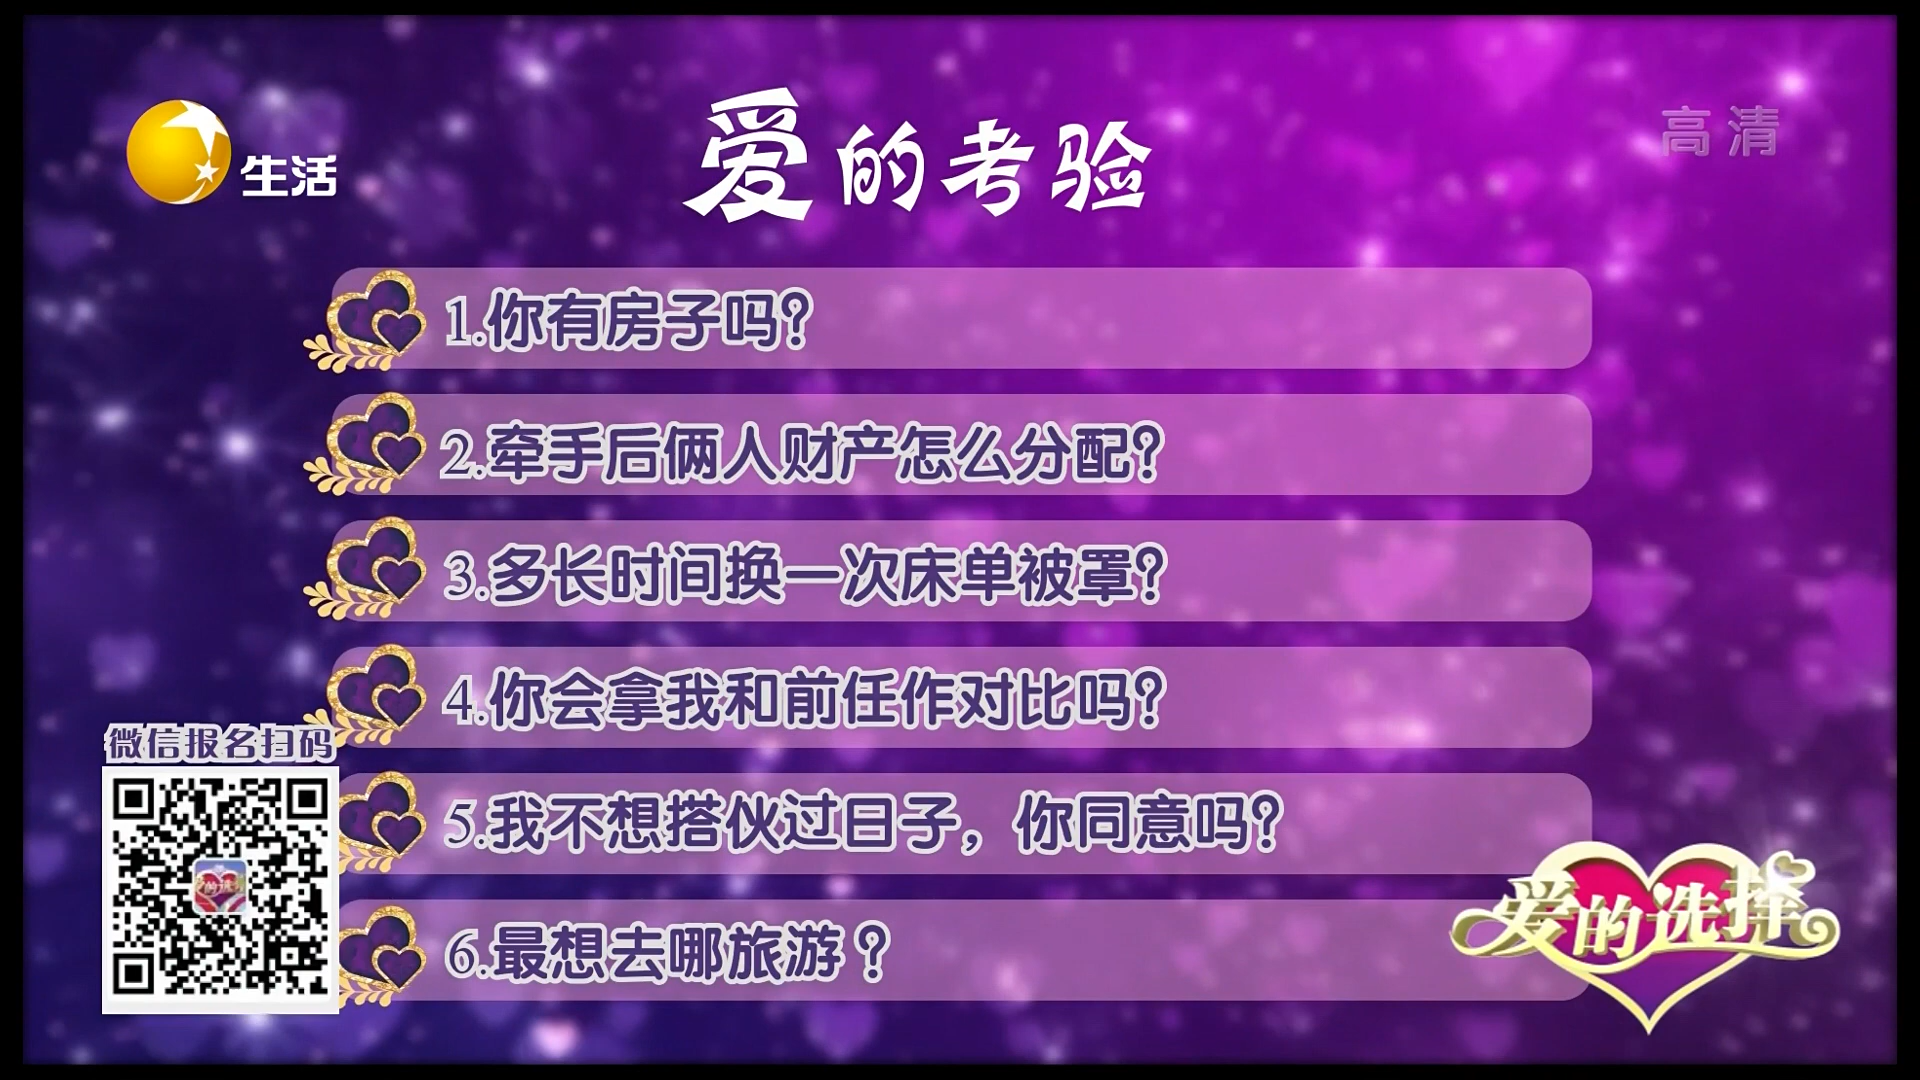 生活
爱的考验
高清
1.你有房子吗?
2.牵手后俩人财产怎么分配?
3.多长时间换一次床单被罩?
4.你会拿我和前任作对比吗?
微信报名扫码
5.我不想搭伙过日子，你同意吗?
爱的选择
6.最想去哪旅游？
爱的选择